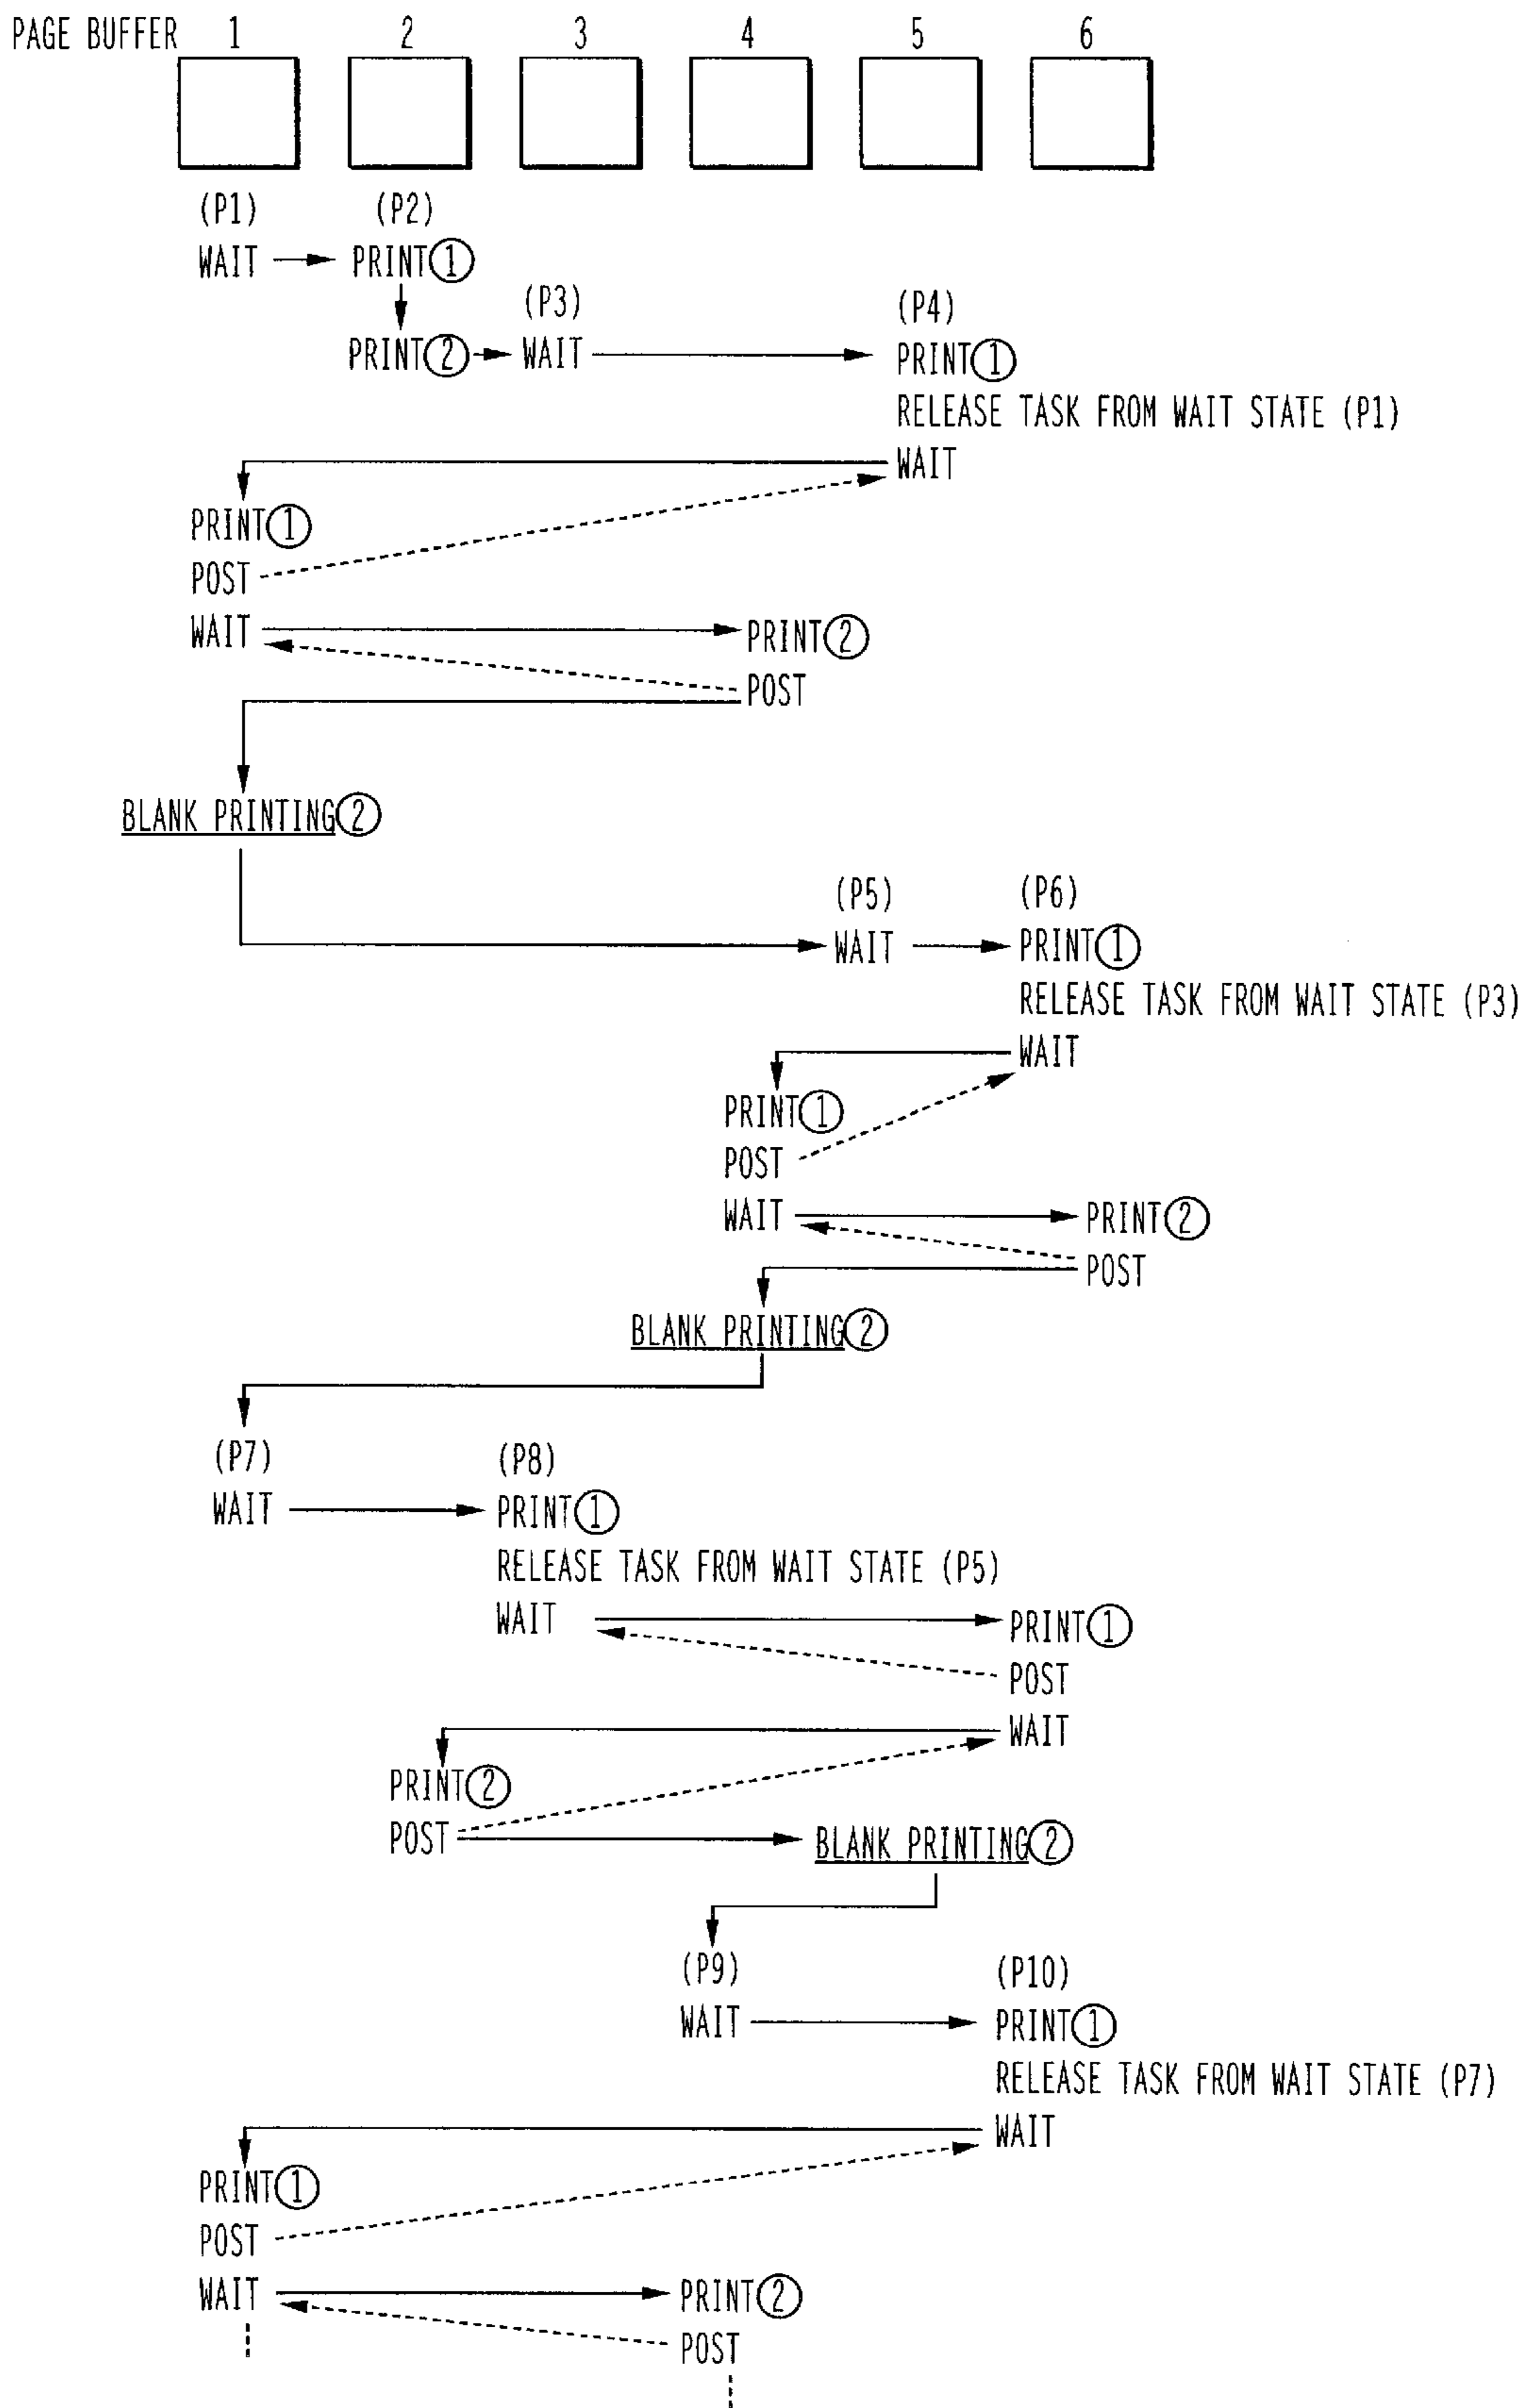 PAGE BUFFER 1 2 3 4 5 6
(P1) (P2)
WAIT PRINT①
(P3) (P4)
PRINT② WAIT PRINT①
RELEASE TASK FROM WAIT STATE (P1)
WAIT
PRINT①
POST
WAIT PRINT②
POST
BLANK PRINTING②
(P5) (P6)
WAIT PRINT①
RELEASE TASK FROM WAIT STATE (P3)
WAIT
PRINT①
POST
WAIT PRINT②
POST
BLANK PRINTING②
(P7) (P8)
WAIT PRINT①
RELEASE TASK FROM WAIT STATE (P5)
WAIT PRINT①
POST
WAIT
PRINT②
POST BLANK PRINTING②
(P9) (P10)
WAIT PRINT①
RELEASE TASK FROM WAIT STATE (P7)
WAIT
PRINT①
POST
WAIT PRINT②
POST